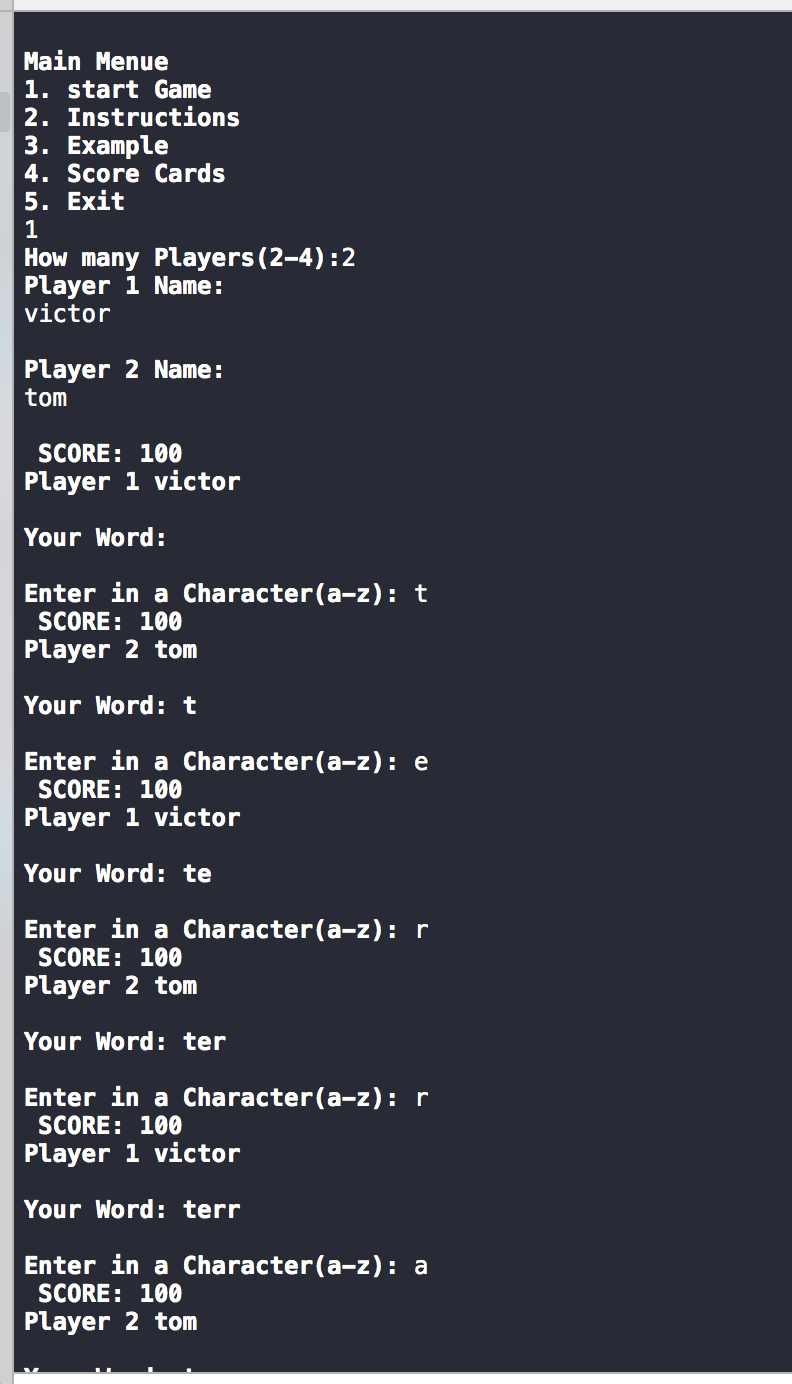 Main Menue
1. start Game
2. Instructions
3. Example
4. Score Cards
5. Exit
1
How many Players(2-4):2
Player 1 Name:
victor
Player 2 Name:
tom
SCORE: 100
Player 1 victor
Your Word:
Enter in a Character(a-z): t
SCORE: 100
Player 2 tom
Your Word: t
Enter in a Character(a-z): e
SCORE: 100
Player 1 victor
Your Word: te
Enter in a Character(a-z): r
SCORE: 100
Player 2 tom
Your Word: ter
Enter in a Character(a-z): r
SCORE: 100
Player 1 victor
Your Word: terr
Enter in a Character(a-z): a
SCORE: 100
Player 2 tom